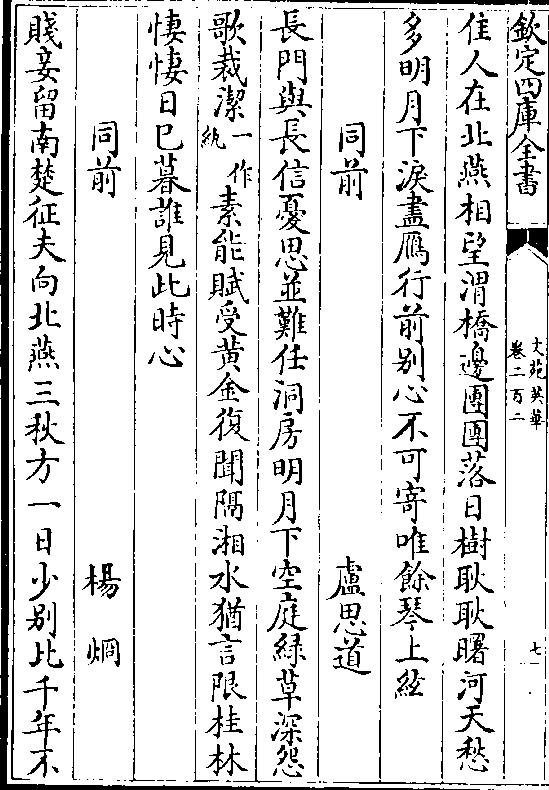 欽定四庫全書
文苑英華
卷二百二
七
佳人在北燕相望渭橋邊團團落日樹耿耿曙河天愁
多明月下淚盡鴈行前别心不可寄唯餘琴上絃
同前 盧思道
長門與長信憂思並難任洞房明月下空庭綠草深怨
歌裁潔一作紈素能賦受黄金復聞隔湘水猶言限桂林
悽悽日已暮誰見此時心
同前 楊烱
賤妾留南楚征夫向北燕三秋方一日少别比千年不